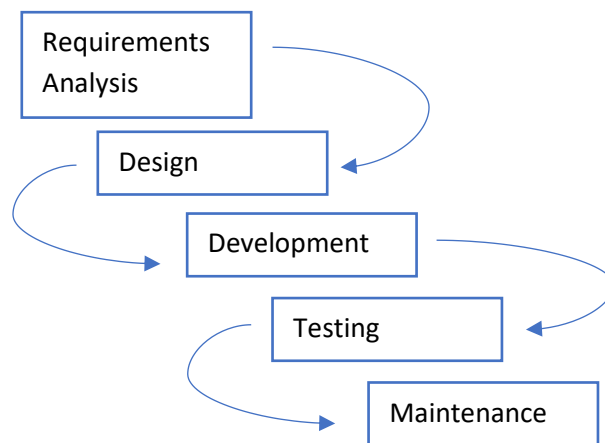 Requirements
Analysis
Design
Development
Testing
Maintenance